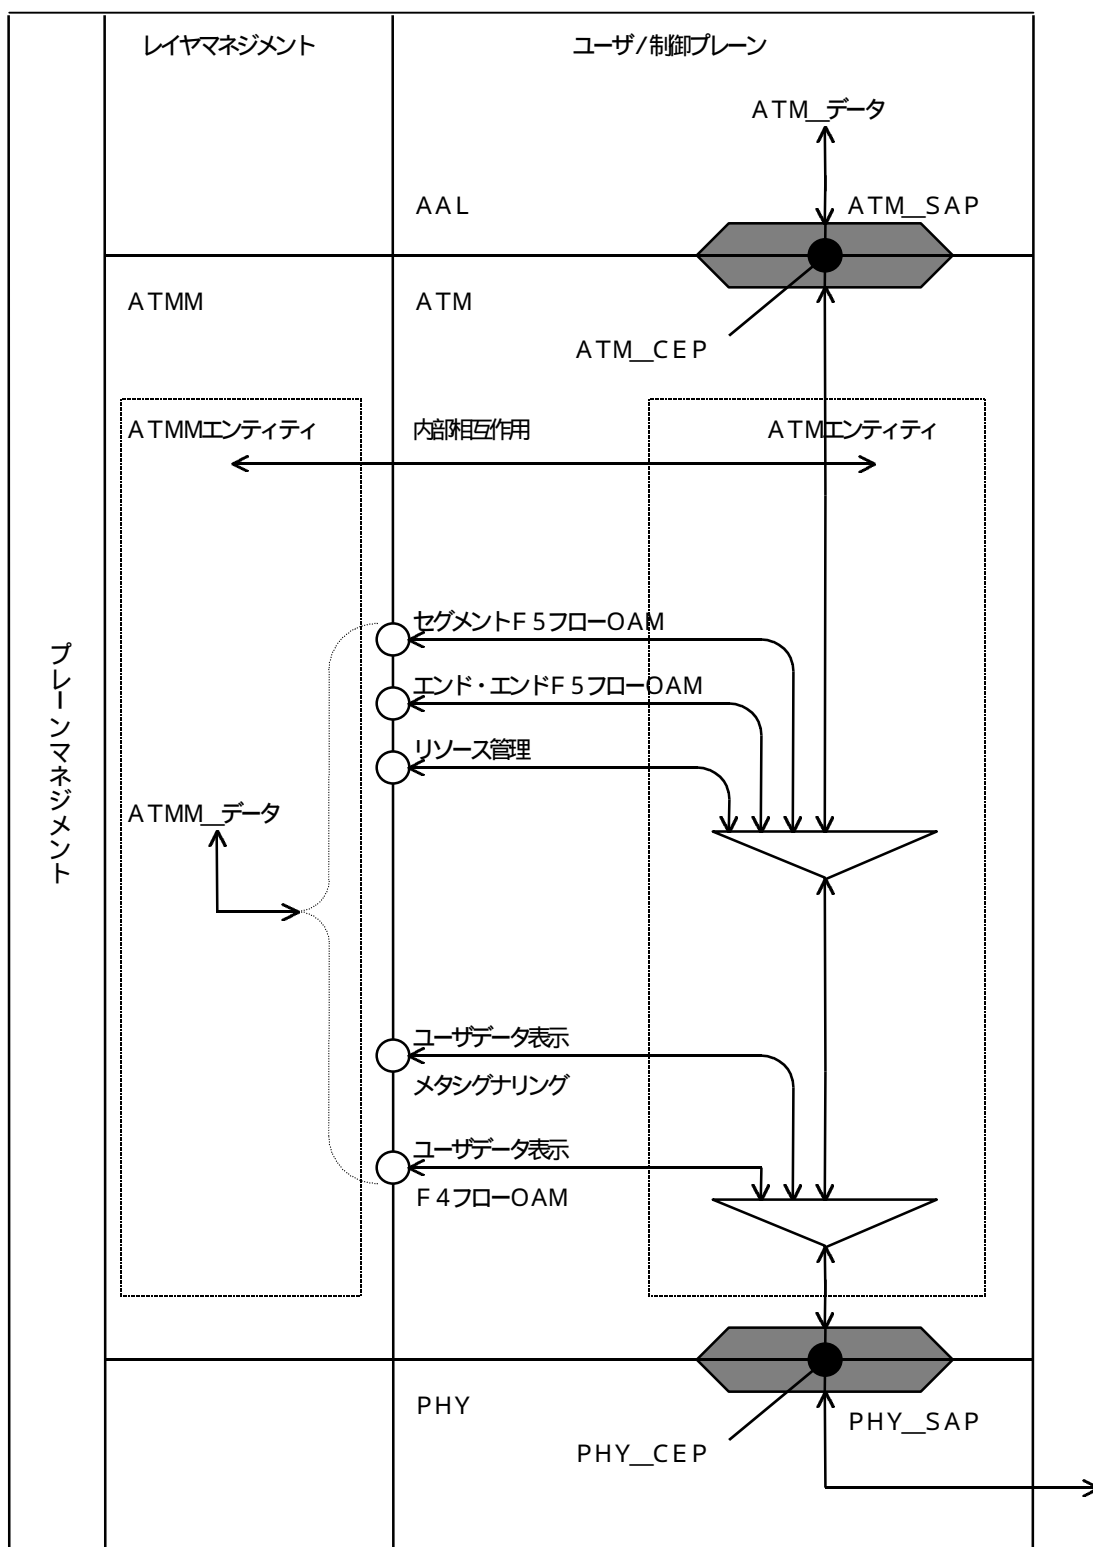 レイヤマネジメント
ユーザ/制御プレーン
ATM＿データ
AAL
ATM＿SAP
ATMM
ATM
ATM＿CEP
ATMMエンティティ
内部相互作用
ATMエンティティ
セグメントF5フローOAM
エンド・エンドF5フローOAM
リソース管理
プレーンマネジメント
ATMM＿データ
ユーザデータ表示
メタシグナリング
ユーザデータ表示
F4フローOAM
PHY
PHY＿SAP
PHY＿CEP